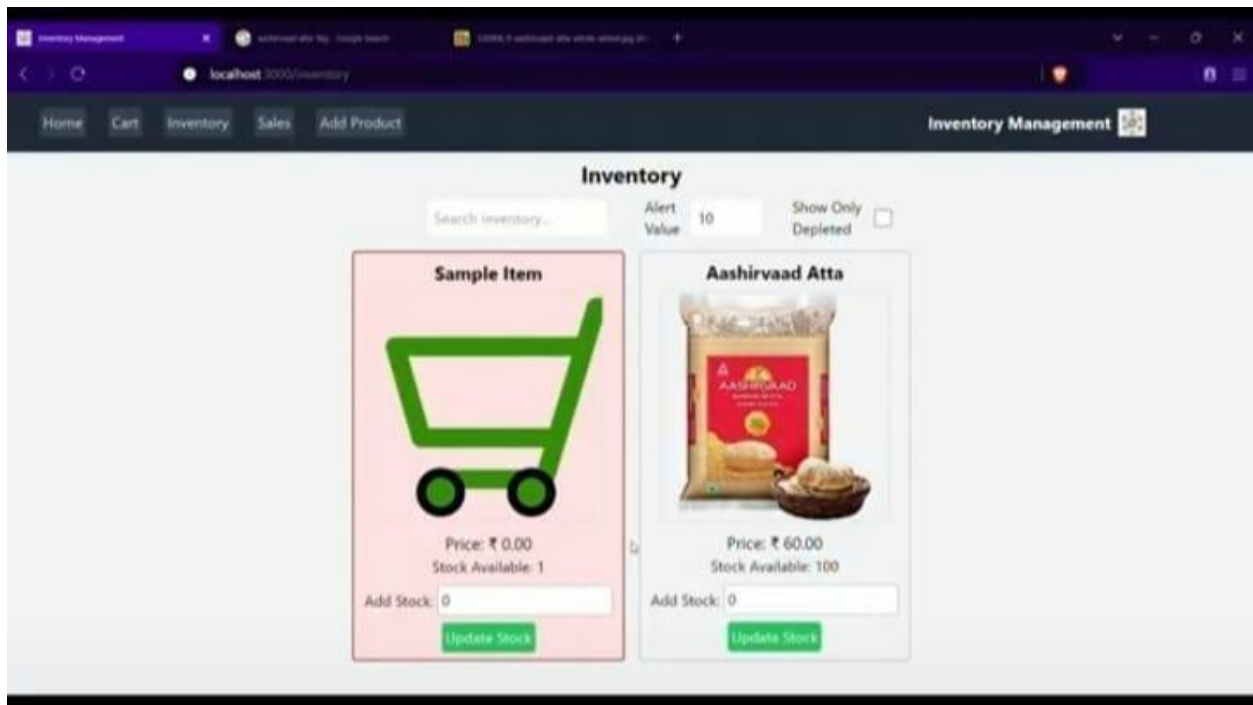 Inventory Management
localhost:3000/inventory
Home Cart Inventory Sales Add Product
Inventory Management
Inventory
Search inventory...
Alert Value
10
Show Only Depleted
Sample Item
Price: ₹ 0.00
Stock Available: 1
Add Stock: 0
Update Stock
Aashirvaad Atta
AASHIRVAAD
Price: ₹ 60.00
Stock Available: 100
Add Stock: 0
Update Stock